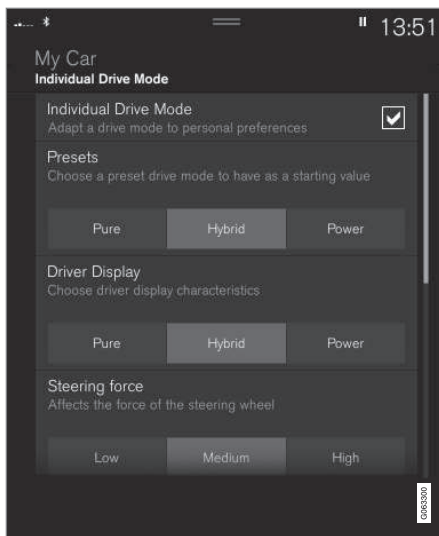 13:51
My Car
Individual Drive Mode
Individual Drive Mode
Adapt a drive mode to personal preferences
Presets
Choose a preset drive mode to have as a starting value
Pure Hybrid Power
Driver Display
Choose driver display characteristics
Pure Hybrid Power
Steering force
Affects the force of the steering wheel
Low Medium High
G063300